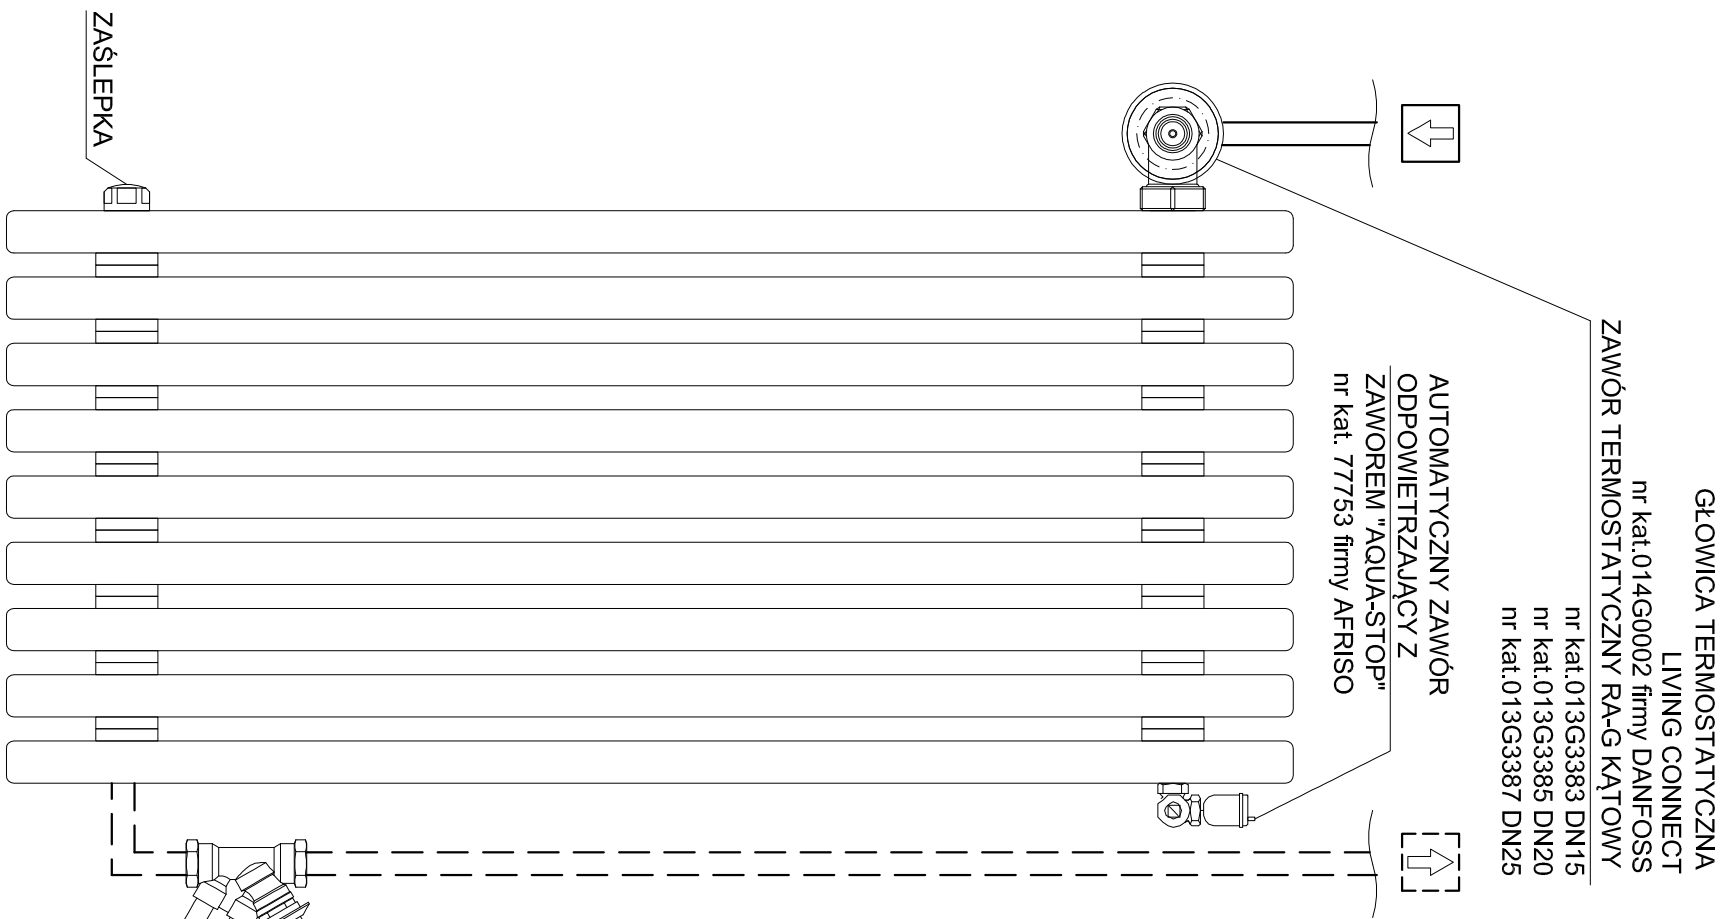 ZAŚLEPKA
GŁOWICA TERMOSTATYCZNA
LIVING CONNECT
nr kat.014G0002 firmy DANFOSS
ZAWÓR TERMOSTATYCZNY RA-G KĄTOWY
nr kat.013G3383 DN15
nr kat.013G3385 DN20
nr kat.013G3387 DN25
AUTOMATYCZNY ZAWÓR
ODPOWIETRZAJĄCY Z
ZAWOREM "AQUA-STOP"
nr kat. 77753 firmy AFRISO